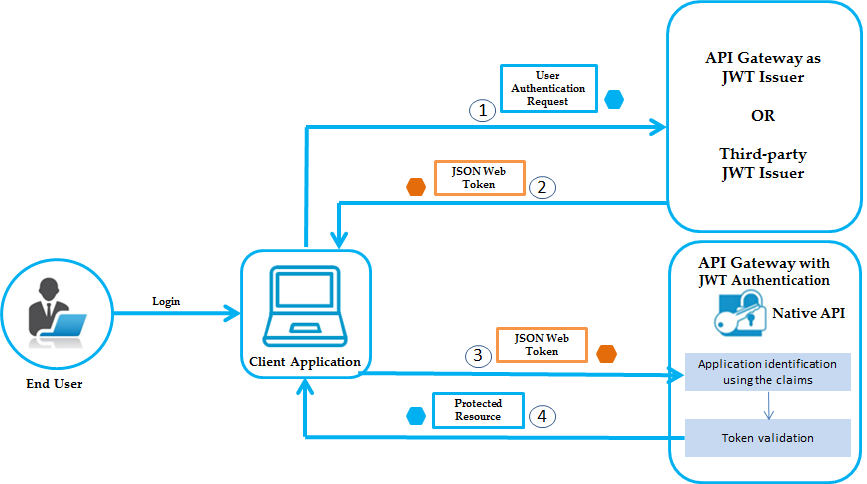 API Gateway as
JWT Issuer
OR
Third-party
JWT Issuer
User
Authentication
Request
1
JSON Web
Token
2
End User
Login
Client Application
JSON Web
Token
3
Protected
Resource
4
API Gateway with
JWT Authentication
Native API
Application identification
using the claims
Token validation